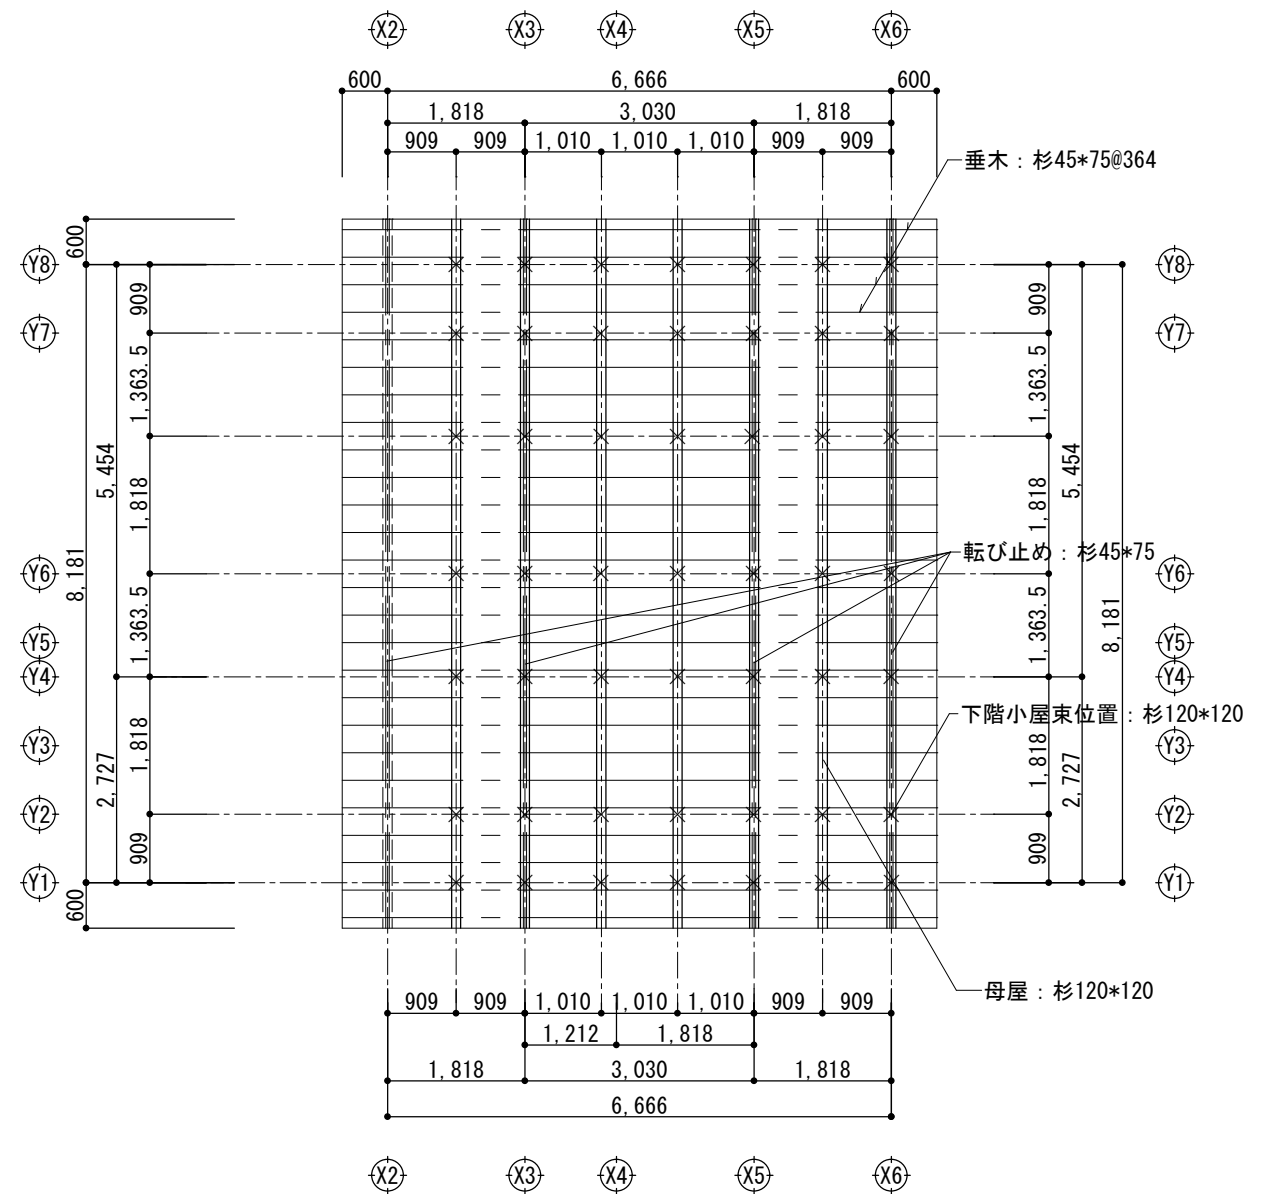 X2 X3 X4 X5 X6
600 6,666 600
1,818 3,030 1,818
909 909 1,010 1,010 1,010 909 909
垂木：杉45*75@364
600
Y8 Y8
909 909
Y7 Y7
1,363.5 1,363.5
5,454 5,454
1,818 1,818
転び止め：杉45*75
8,181
Y6 Y6
1,363.5 1,363.5
8,181
Y5 Y5
Y4 Y4
下階小屋束位置：杉120*120
1,818 1,818
Y3 Y3
2,727 2,727
Y2 Y2
909 909
Y1 Y1
600
母屋：杉120*120
909 909 1,010 1,010 1,010 909 909
1,212 1,818
1,818 3,030 1,818
6,666
X2 X3 X4 X5 X6